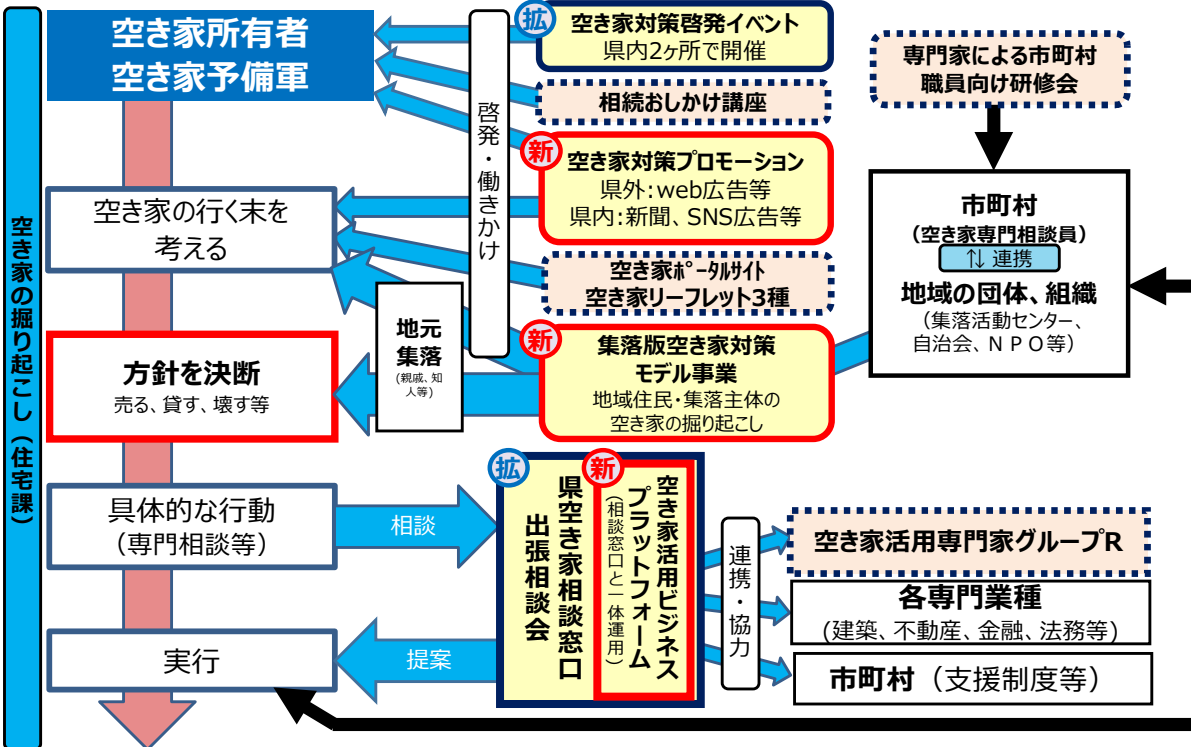 空き家の掘り起こし（住宅課）
空き家所有者
空き家予備軍
空き家の行く末を
考える
方針を決断
売る、貸す、壊す等
具体的な行動
（専門相談等）
実行
啓発・働きかけ
地元
集落
(親戚、知
人等)
拡
空き家対策啓発イベント
県内2ヶ所で開催
相続おしかけ講座
新
空き家対策プロモーション
県外：web広告等
県内：新聞、SNS広告等
空き家ﾎﾟｰﾀﾙサイト
空き家リーフレット3種
新
集落版空き家対策
モデル事業
地域住民・集落主体の
空き家の掘り起こし
専門家による市町村
職員向け研修会
市町村
（空き家専門相談員）
⇅ 連携
地域の団体、組織
（集落活動センター、
自治会、ＮＰＯ等）
相談
提案
拡
県空き家相談窓口
出張相談会
新
空き家活用ビジネス
プラットフォーム
（相談窓口と一体運用）
連携・協力
空き家活用専門家グループR
各専門業種
（建築、不動産、金融、法務等）
市町村（支援制度等）